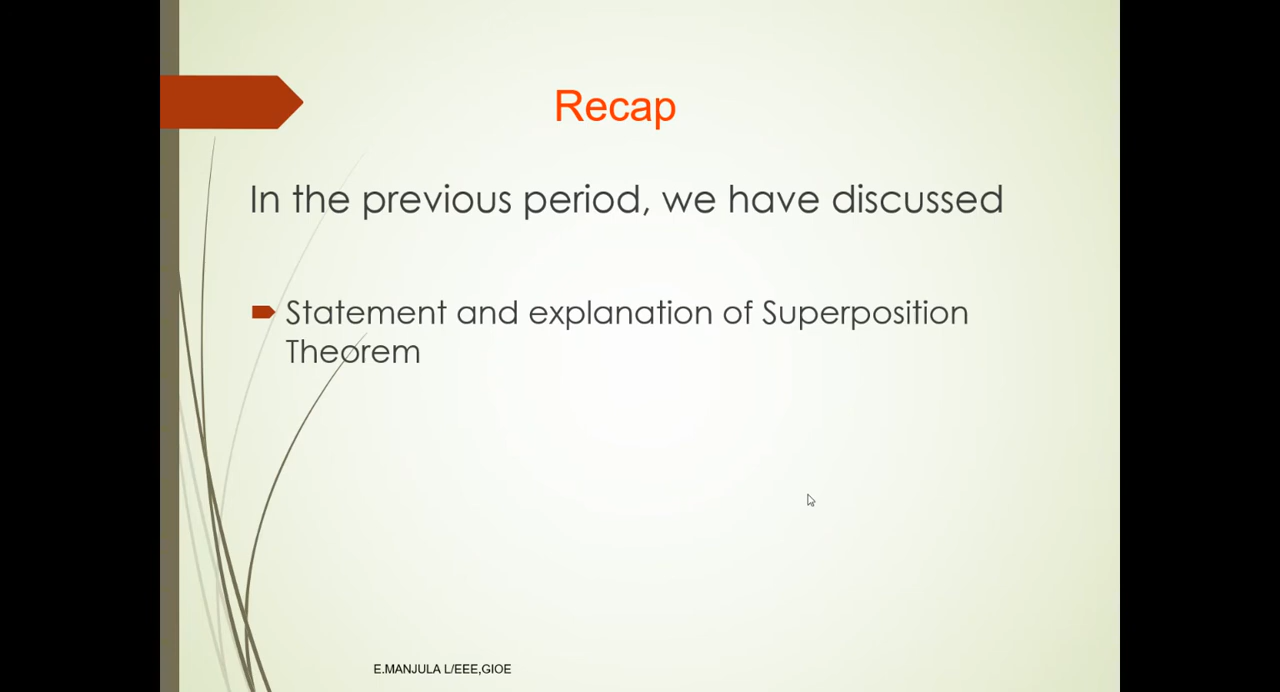 Recap
In the previous period, we have discussed
Statement and explanation of Superposition
Theorem
E.MANJULA L/EEE,GIOE